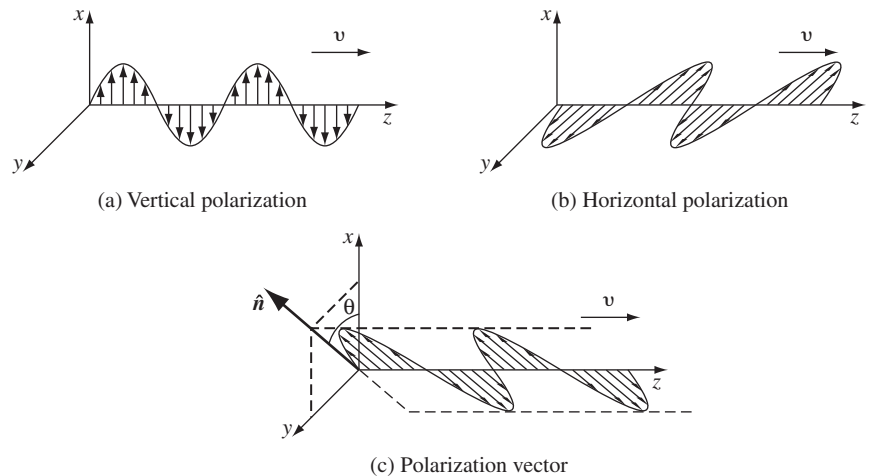 x
υ
z
y
(a) Vertical polarization
x
υ
z
y
(b) Horizontal polarization
x
n̂
θ
υ
z
y
(c) Polarization vector